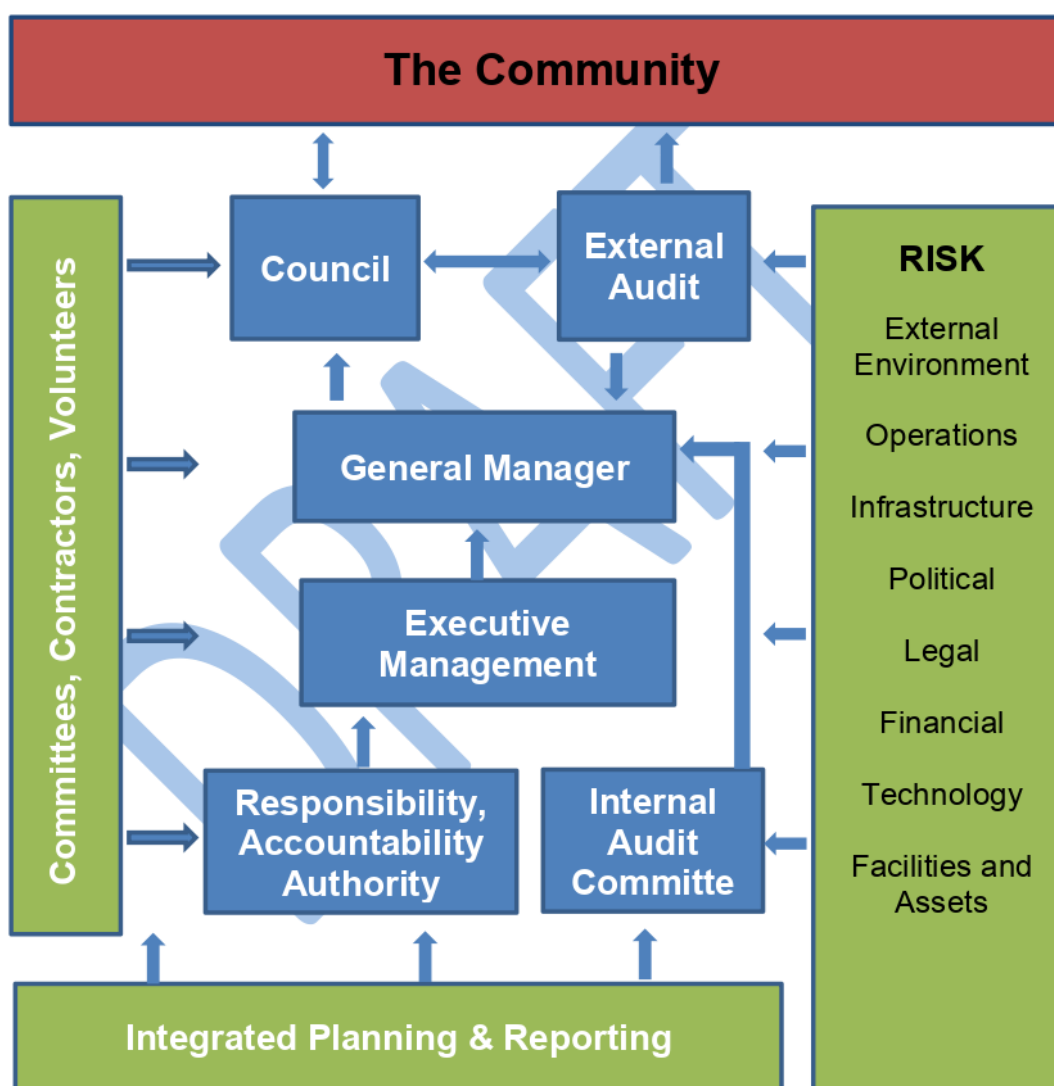 The Community
Committees, Contractors, Volunteers
Council
External
Audit
General Manager
Executive
Management
Responsibility,
Accountability
Authority
Internal
Audit
Committe
RISK
External
Environment
Operations
Infrastructure
Political
Legal
Financial
Technology
Facilities and
Assets
Integrated Planning & Reporting
DRAFT